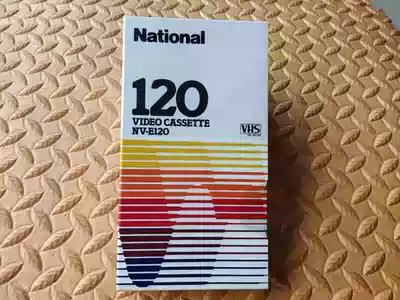 National
120
VIDEO CASSETTE
NV-E120
VHS